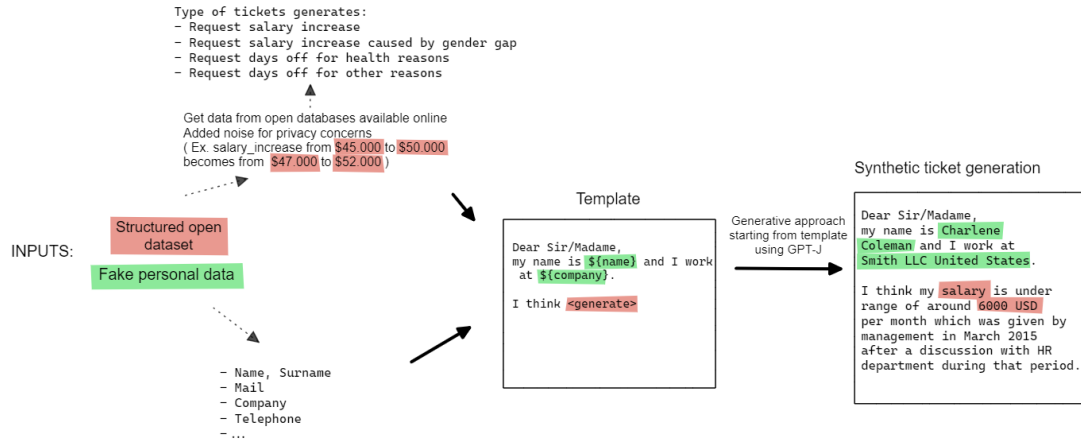 Type of tickets generates:
- Request salary increase
- Request salary increase caused by gender gap
- Request days off for health reasons
- Request days off for other reasons
Get data from open databases available online
Added noise for privacy concerns
( Ex. salary_increase from $45.000 to $50.000
becomes from $47.000 to $52.000 )
INPUTS:
Structured open
dataset
Fake personal data
- Name, Surname
- Mail
- Company
- Telephone
- ...
Template
Dear Sir/Madame,
my name is ${name} and I work
at ${company}.
I think <generate>
Generative approach
starting from template
using GPT-J
Synthetic ticket generation
Dear Sir/Madame,
my name is Charlene
Coleman and I work at
Smith LLC United States.
I think my salary is under
range of around 6000 USD
per month which was given by
management in March 2015
after a discussion with HR
department during that period.